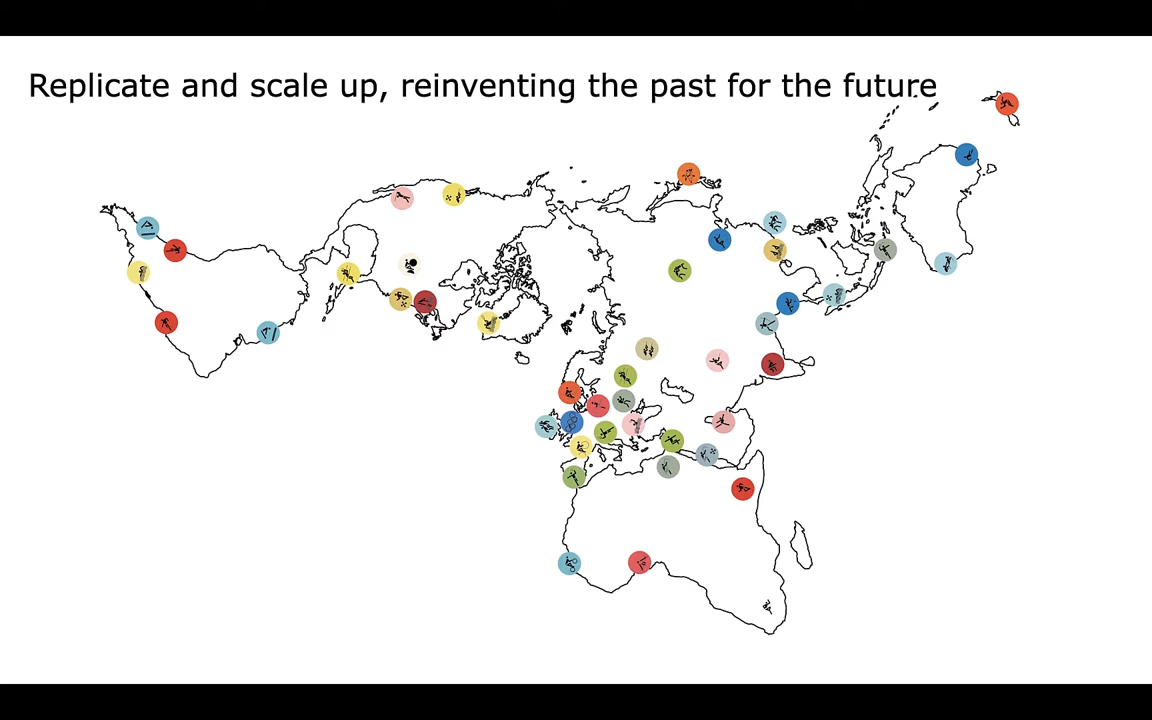 Replicate and scale up, reinventing the past for the future